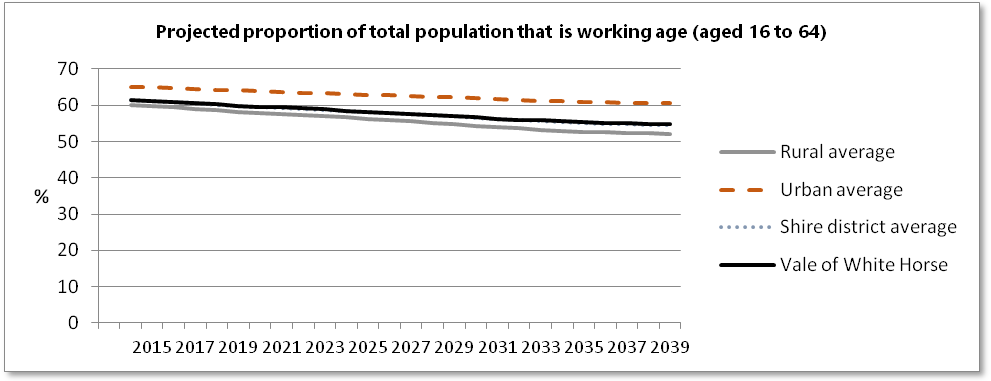 Projected proportion of total population that is working age (aged 16 to 64)
70
60
50
40
%
30
20
10
0
2015 2017 2019 2021 2023 2025 2027 2029 2031 2033 2035 2037 2039
Rural average
Urban average
Shire district average
Vale of White Horse